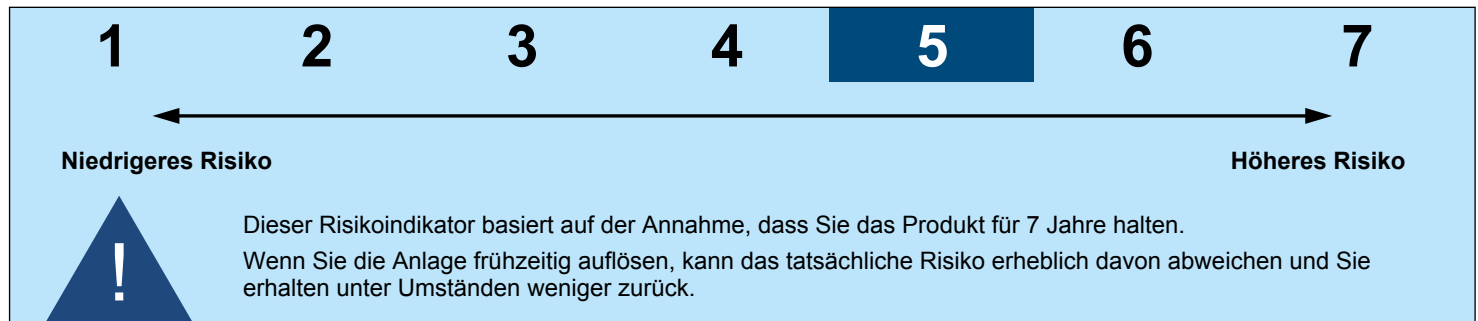 1 2 3 4 5 6 7
Niedrigeres Risiko Höheres Risiko
!
Dieser Risikoindikator basiert auf der Annahme, dass Sie das Produkt für 7 Jahre halten.
Wenn Sie die Anlage frühzeitig auflösen, kann das tatsächliche Risiko erheblich davon abweichen und Sie
erhalten unter Umständen weniger zurück.